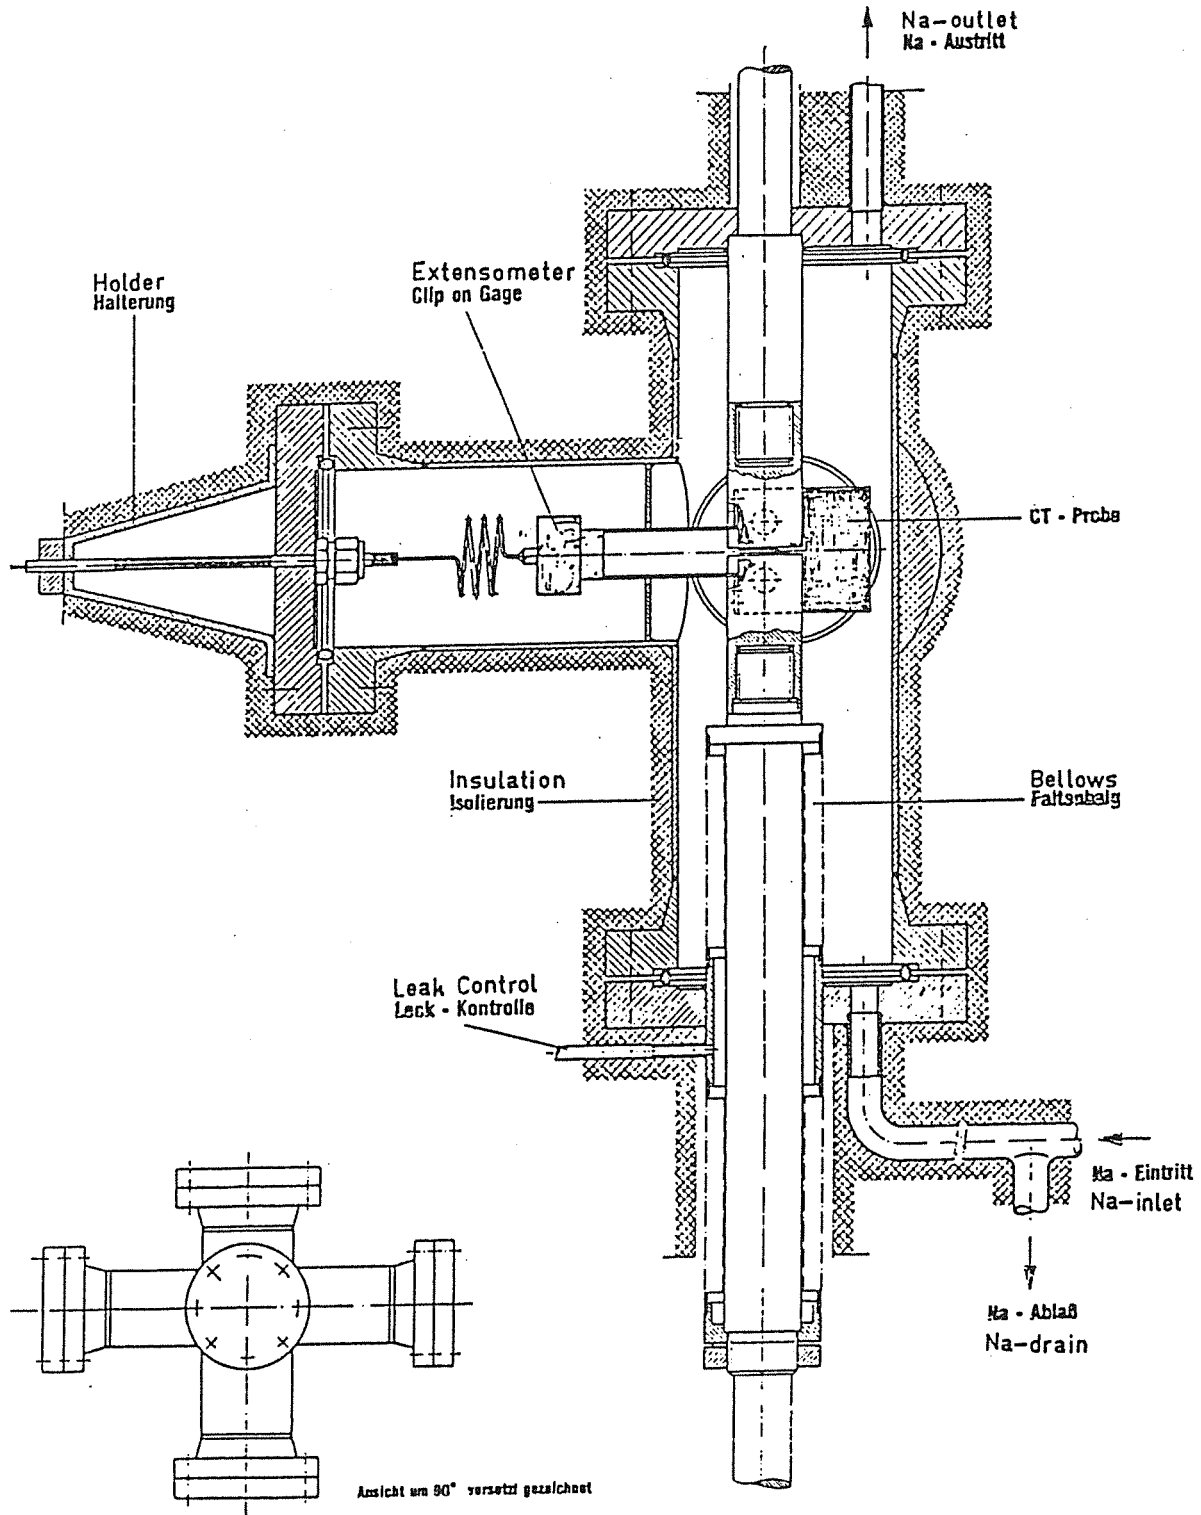 Na-outlet
Na - Austritt
Holder
Halterung
Extensometer
Clip on Gage
CT - Probe
Insulation
Isolierung
Bellows
Faltenbalg
Leak Control
Leck - Kontrolle
Na - Eintritt
Na-inlet
Na - Ablaß
Na-drain
Ansicht um 90° versetzt gezeichnet